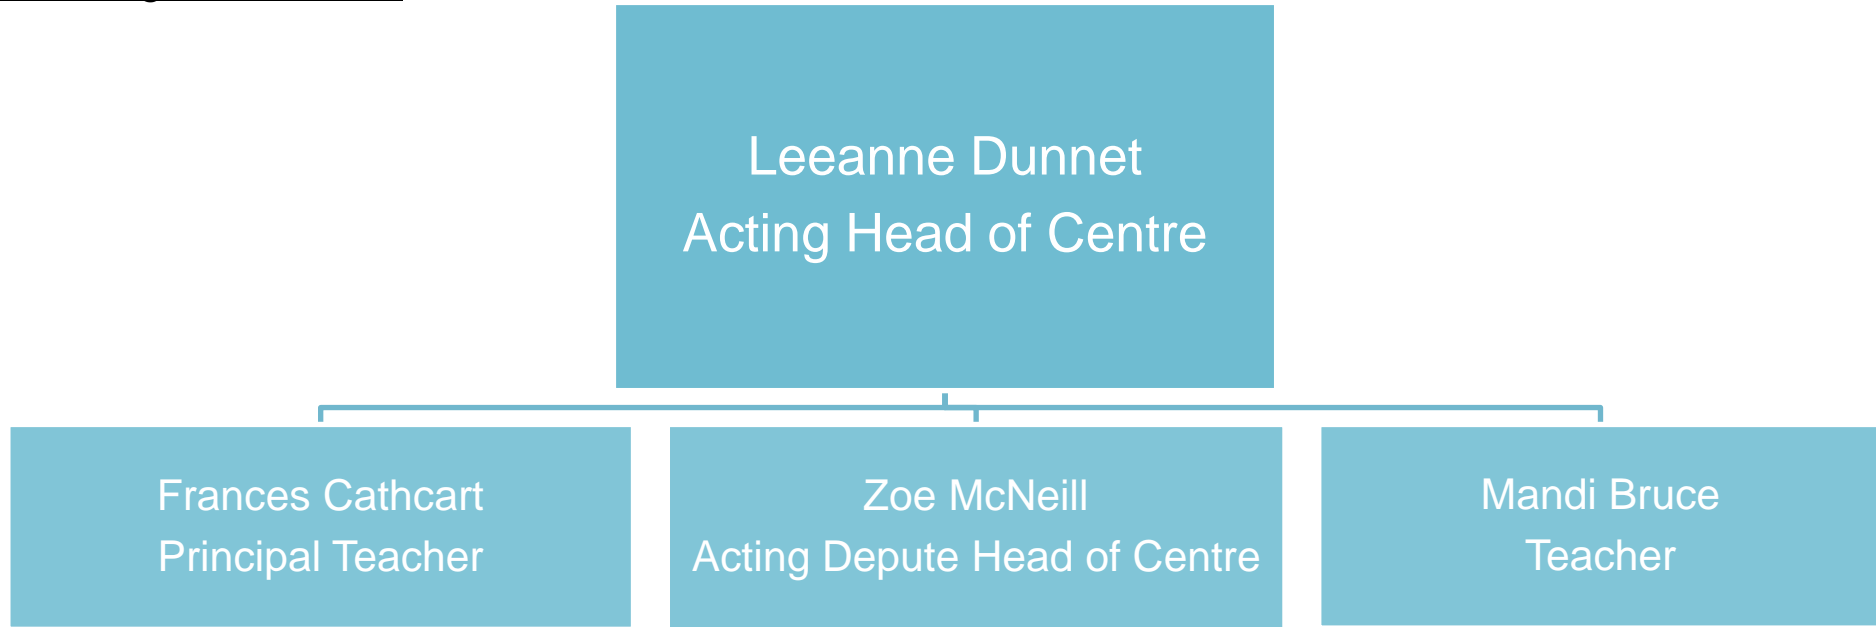 Leeanne Dunnet
Acting Head of Centre
Frances Cathcart
Principal Teacher
Zoe McNeill
Acting Depute Head of Centre
Mandi Bruce
Teacher